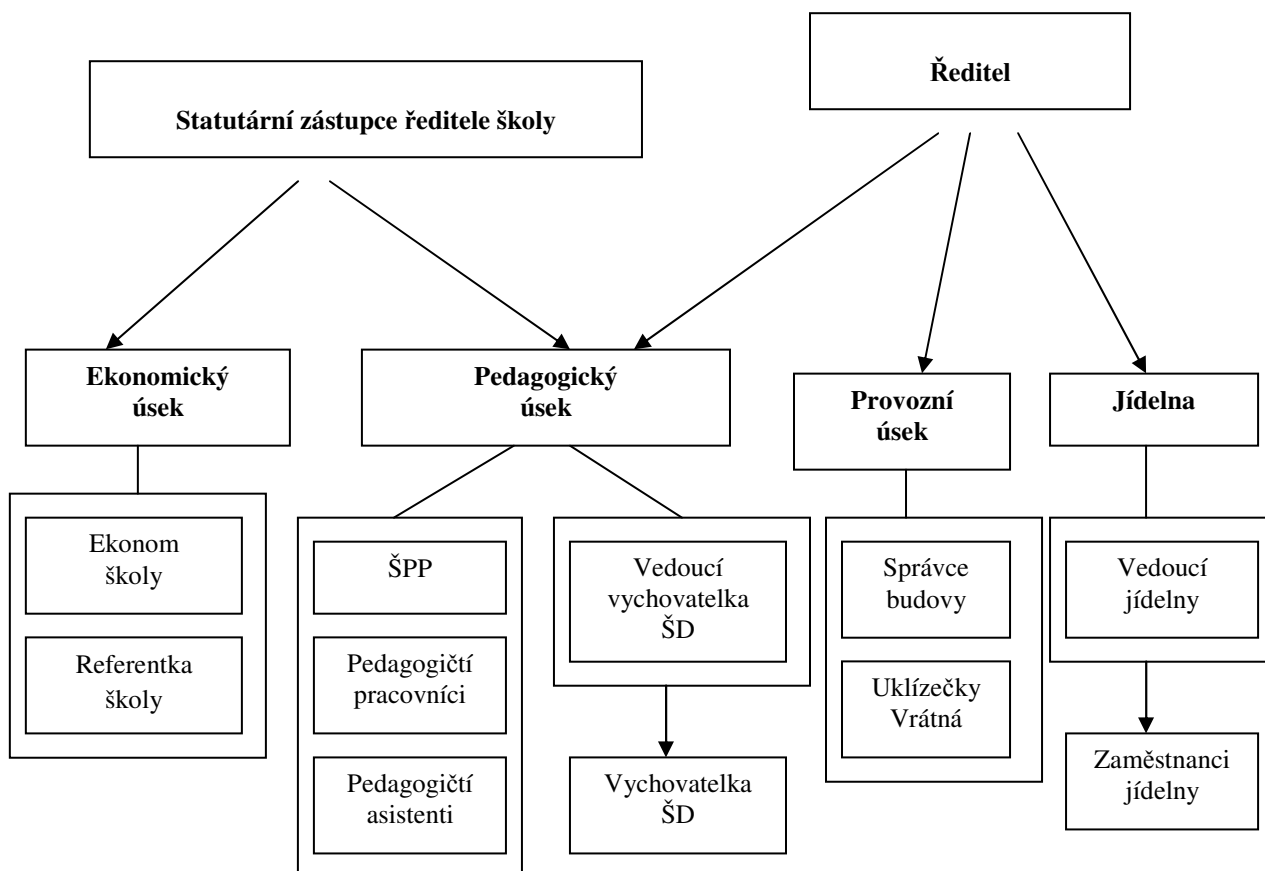 Ředitel
Statutární zástupce ředitele školy
Ekonomický
úsek
Pedagogický
úsek
Provozní
úsek
Jídelna
Ekonom
školy
Referentka
školy
ŠPP
Pedagogičtí
pracovníci
Pedagogičtí
asistenti
Vedoucí
vychovatelka
ŠD
Vychovatelka
ŠD
Správce
budovy
Uklízečky
Vrátná
Vedoucí
jídelny
Zaměstnanci
jídelny